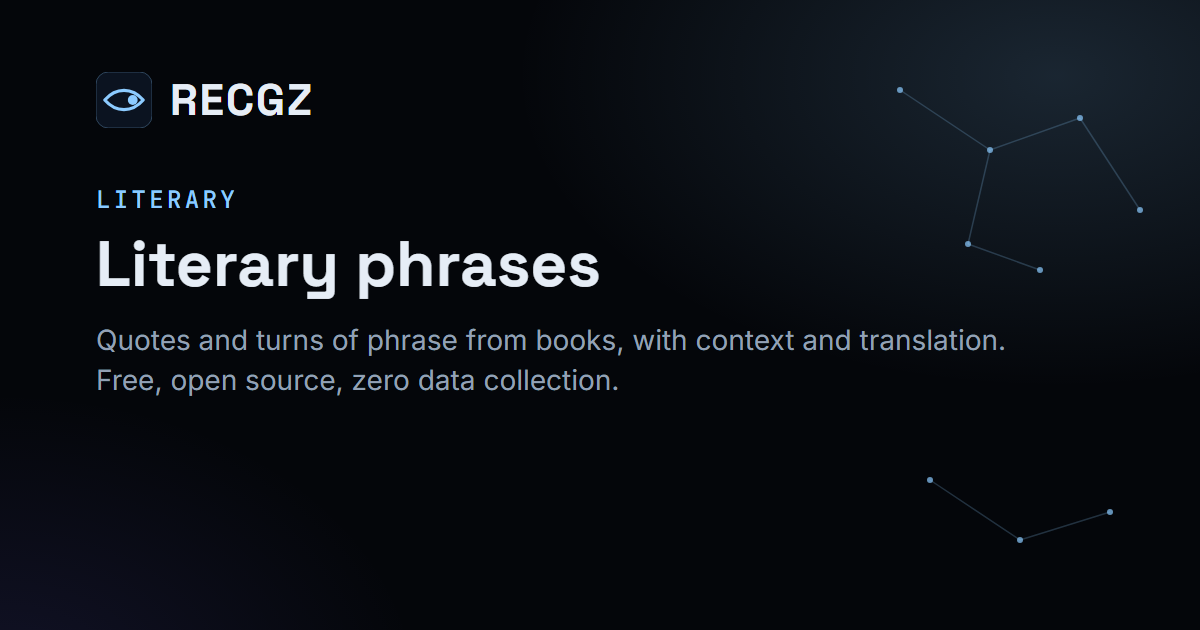 RECGZ
LITERARY
Literary phrases
Quotes and turns of phrase from books, with context and translation.
Free, open source, zero data collection.